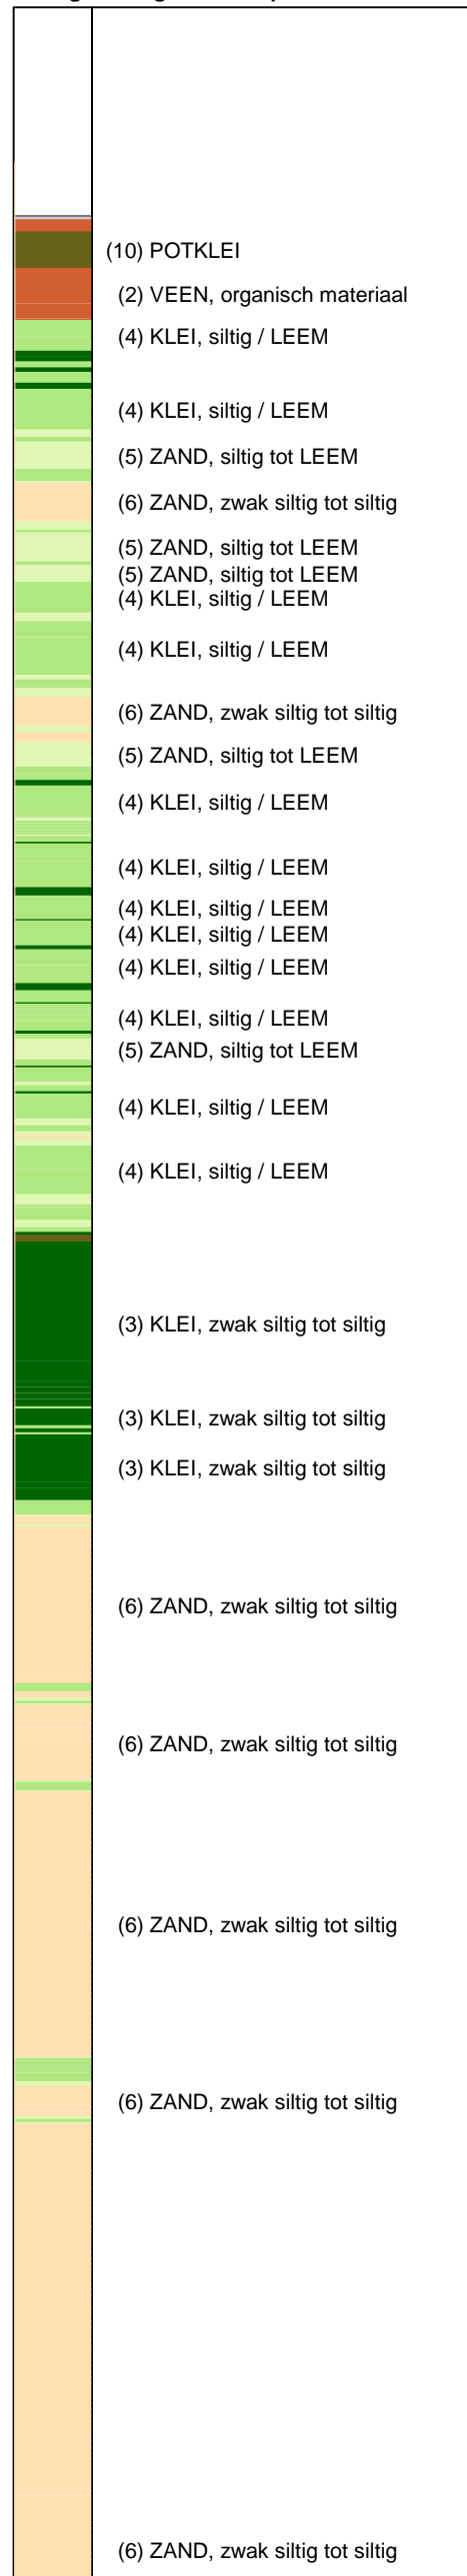 (10) POTKLEI
(2) VEEN, organisch materiaal
(4) KLEI, siltig / LEEM
(4) KLEI, siltig / LEEM
(5) ZAND, siltig tot LEEM
(6) ZAND, zwak siltig tot siltig
(5) ZAND, siltig tot LEEM
(5) ZAND, siltig tot LEEM
(4) KLEI, siltig / LEEM
(4) KLEI, siltig / LEEM
(6) ZAND, zwak siltig tot siltig
(5) ZAND, siltig tot LEEM
(4) KLEI, siltig / LEEM
(4) KLEI, siltig / LEEM
(4) KLEI, siltig / LEEM
(4) KLEI, siltig / LEEM
(4) KLEI, siltig / LEEM
(4) KLEI, siltig / LEEM
(5) ZAND, siltig tot LEEM
(4) KLEI, siltig / LEEM
(4) KLEI, siltig / LEEM
(3) KLEI, zwak siltig tot siltig
(3) KLEI, zwak siltig tot siltig
(3) KLEI, zwak siltig tot siltig
(6) ZAND, zwak siltig tot siltig
(6) ZAND, zwak siltig tot siltig
(6) ZAND, zwak siltig tot siltig
(6) ZAND, zwak siltig tot siltig
(6) ZAND, zwak siltig tot siltig